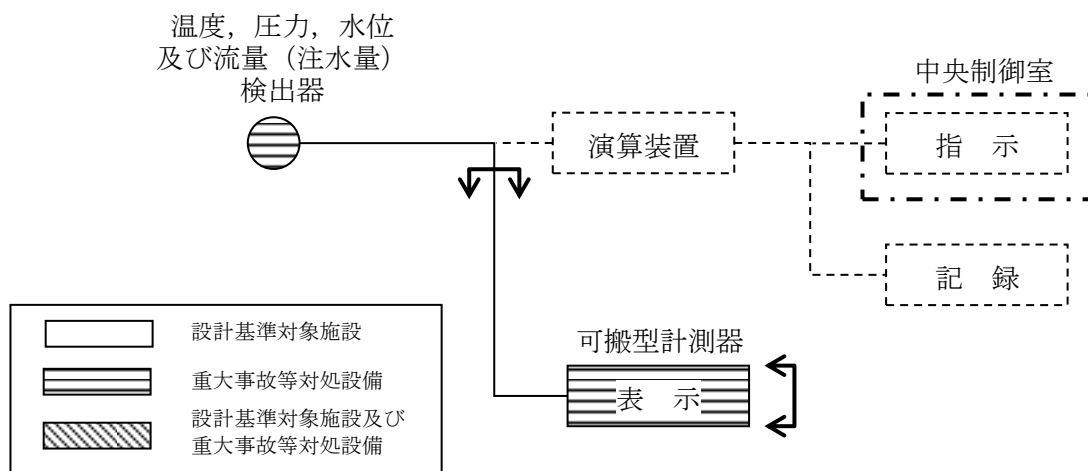 温度，圧力，水位
及び流量（注水量）
検出器
中央制御室
演算装置
指　示
記　録
可搬型計測器
表　示
設計基準対象施設
重大事故等対処設備
設計基準対象施設及び
重大事故等対処設備